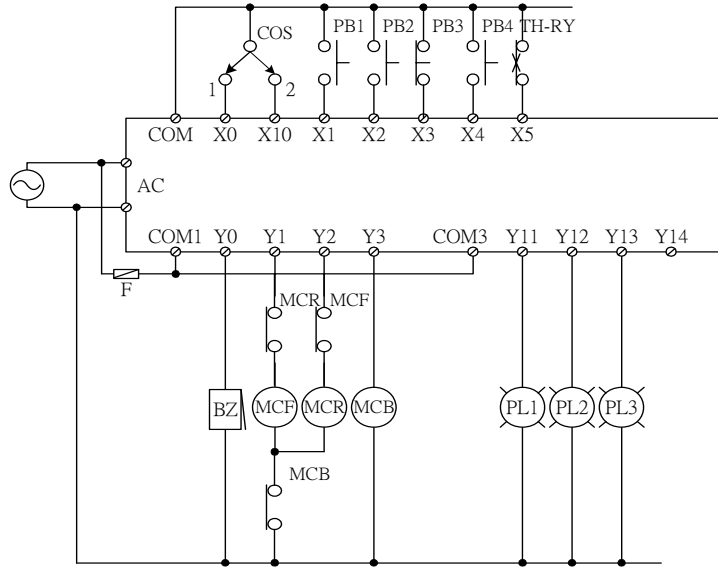 COS PB1 PB2 PB3 PB4 TH-RY
1 2
COM X0 X10 X1 X2 X3 X4 X5
AC
COM1 Y0 Y1 Y2 Y3 COM3 Y11 Y12 Y13 Y14
F
MCR MCF
BZ MCF MCR MCB PL1 PL2 PL3
MCB